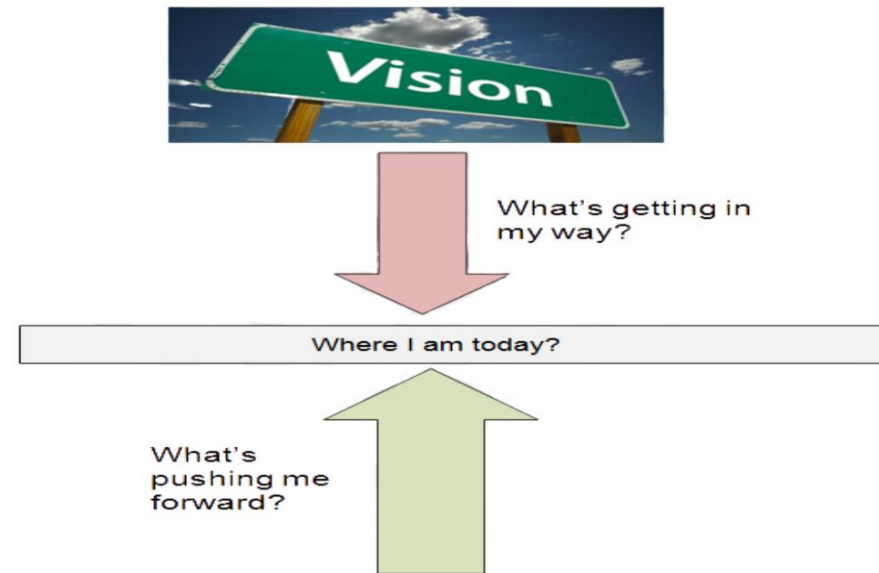 Vision
What's getting in
my way?
Where I am today?
What's
pushing me
forward?